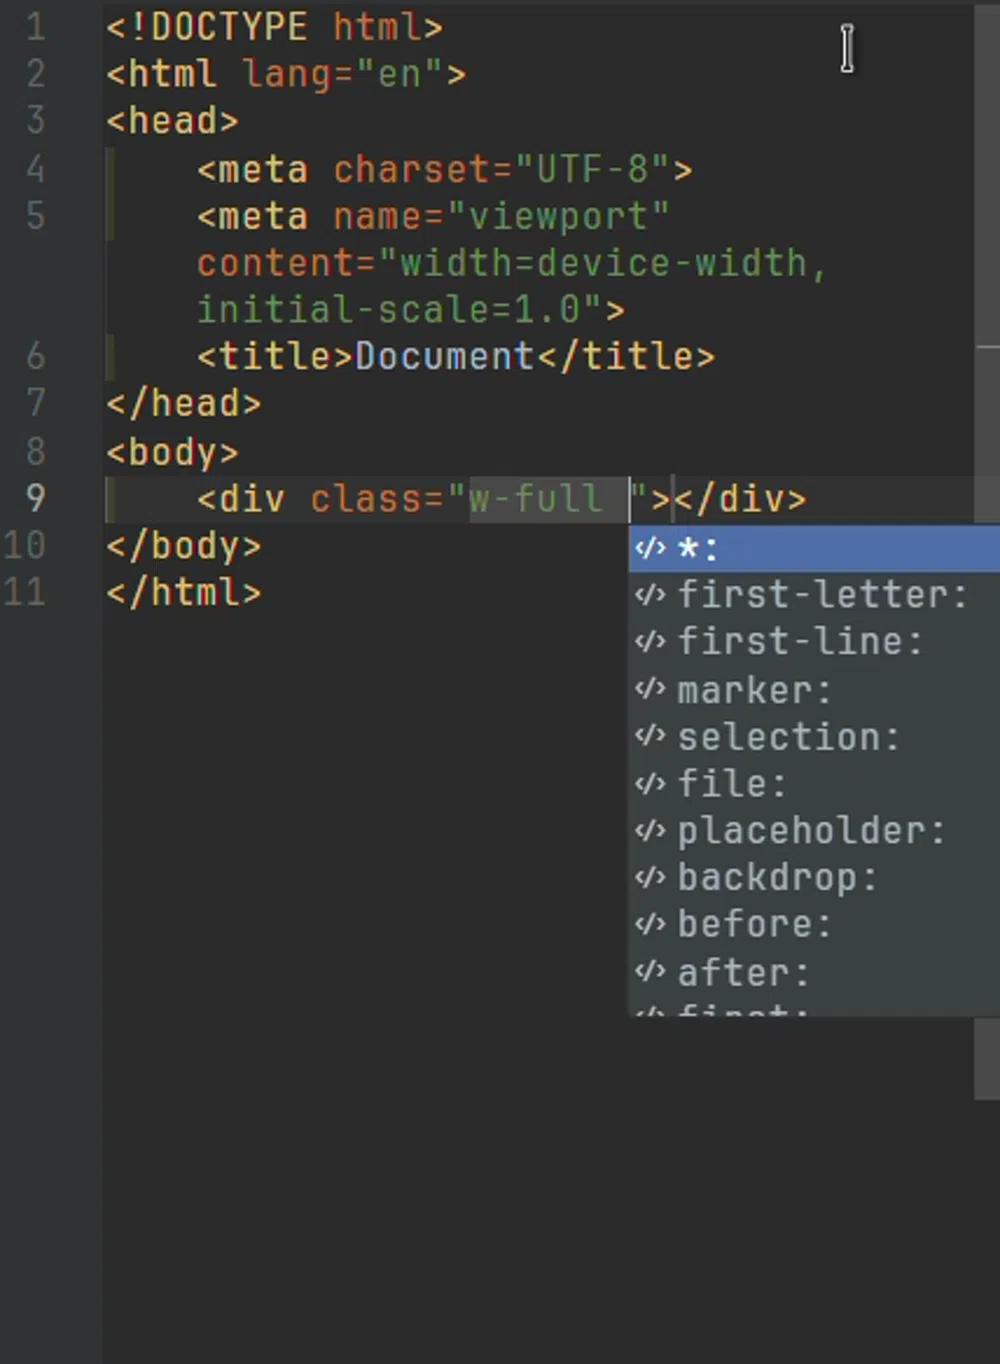 1 <!DOCTYPE html>
2 <html lang="en">
3 <head>
4 <meta charset="UTF-8">
5 <meta name="viewport"
content="width=device-width,
initial-scale=1.0">
6 <title>Document</title>
7 </head>
8 <body>
9 <div class="w-full "></div>
10 </body>
11 </html>
</> *:
</> first-letter:
</> first-line:
</> marker:
</> selection:
</> file:
</> placeholder:
</> backdrop:
</> before:
</> after:
</> first: